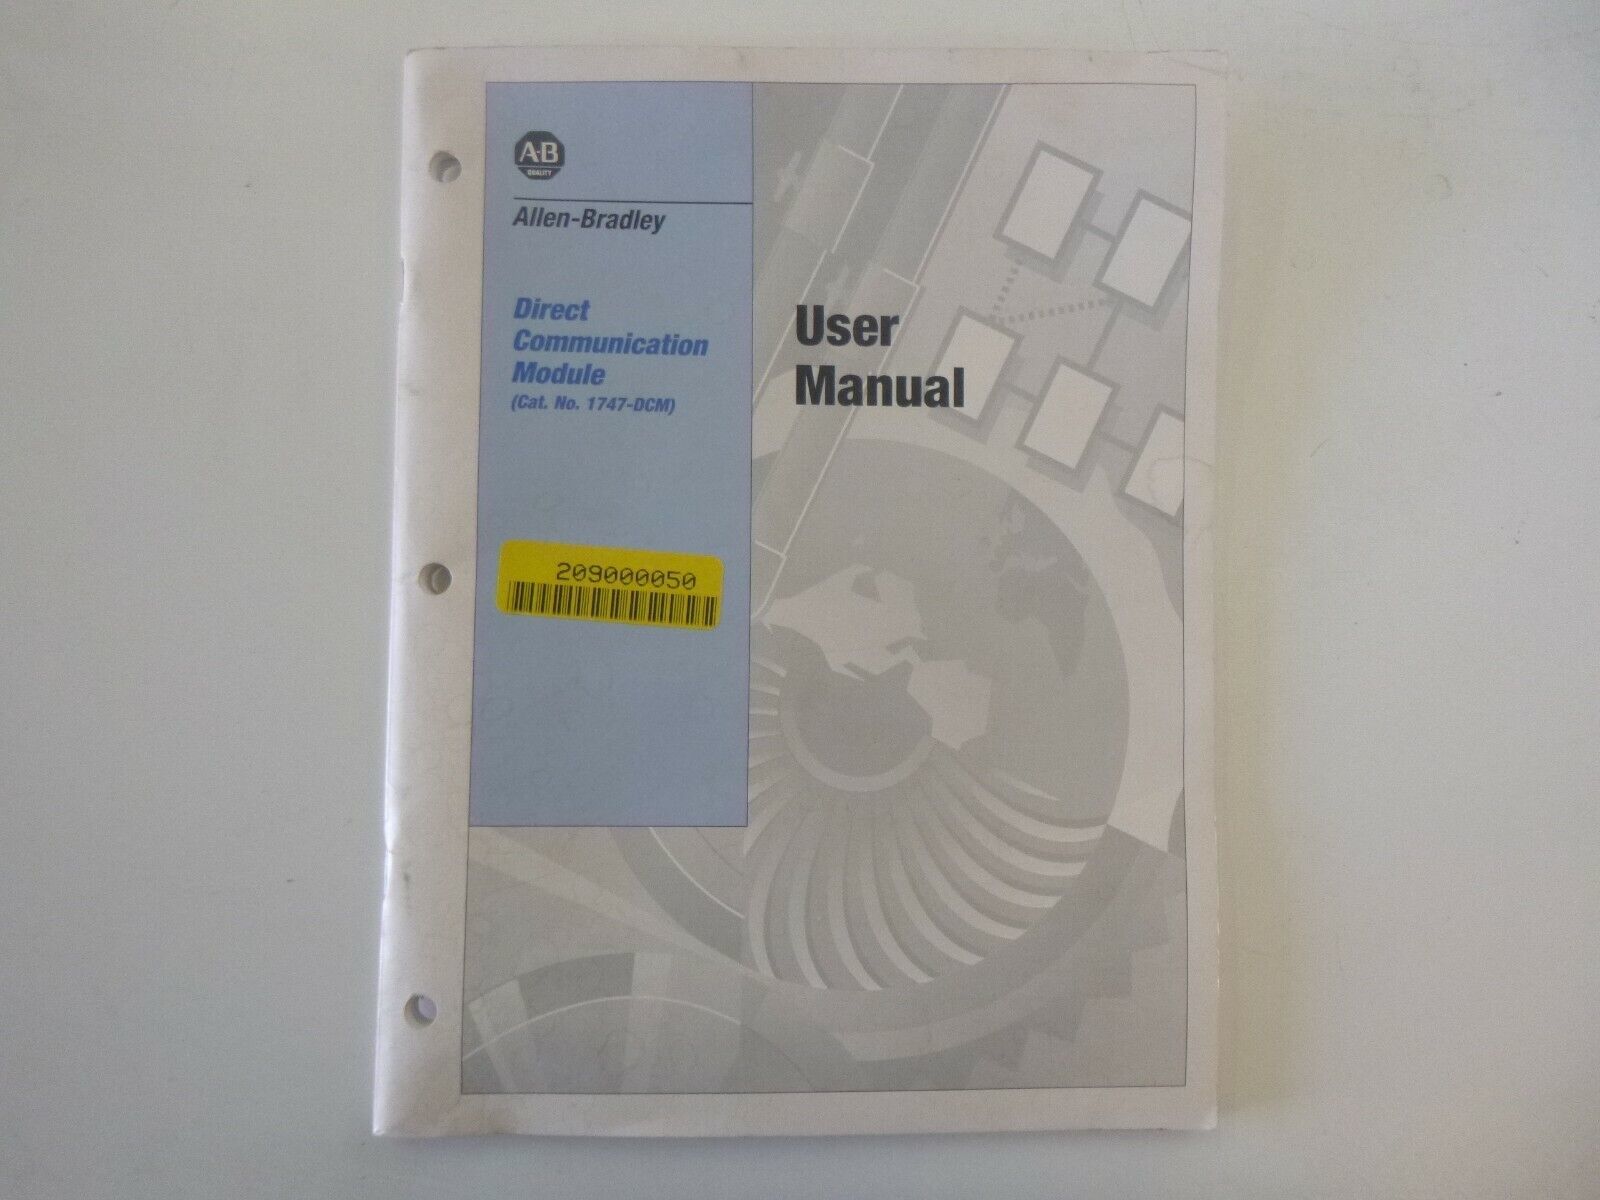 A-B
QUALITY
Allen-Bradley
Direct
Communication
Module
(Cat. No. 1747-DCM)
User
Manual
209000050